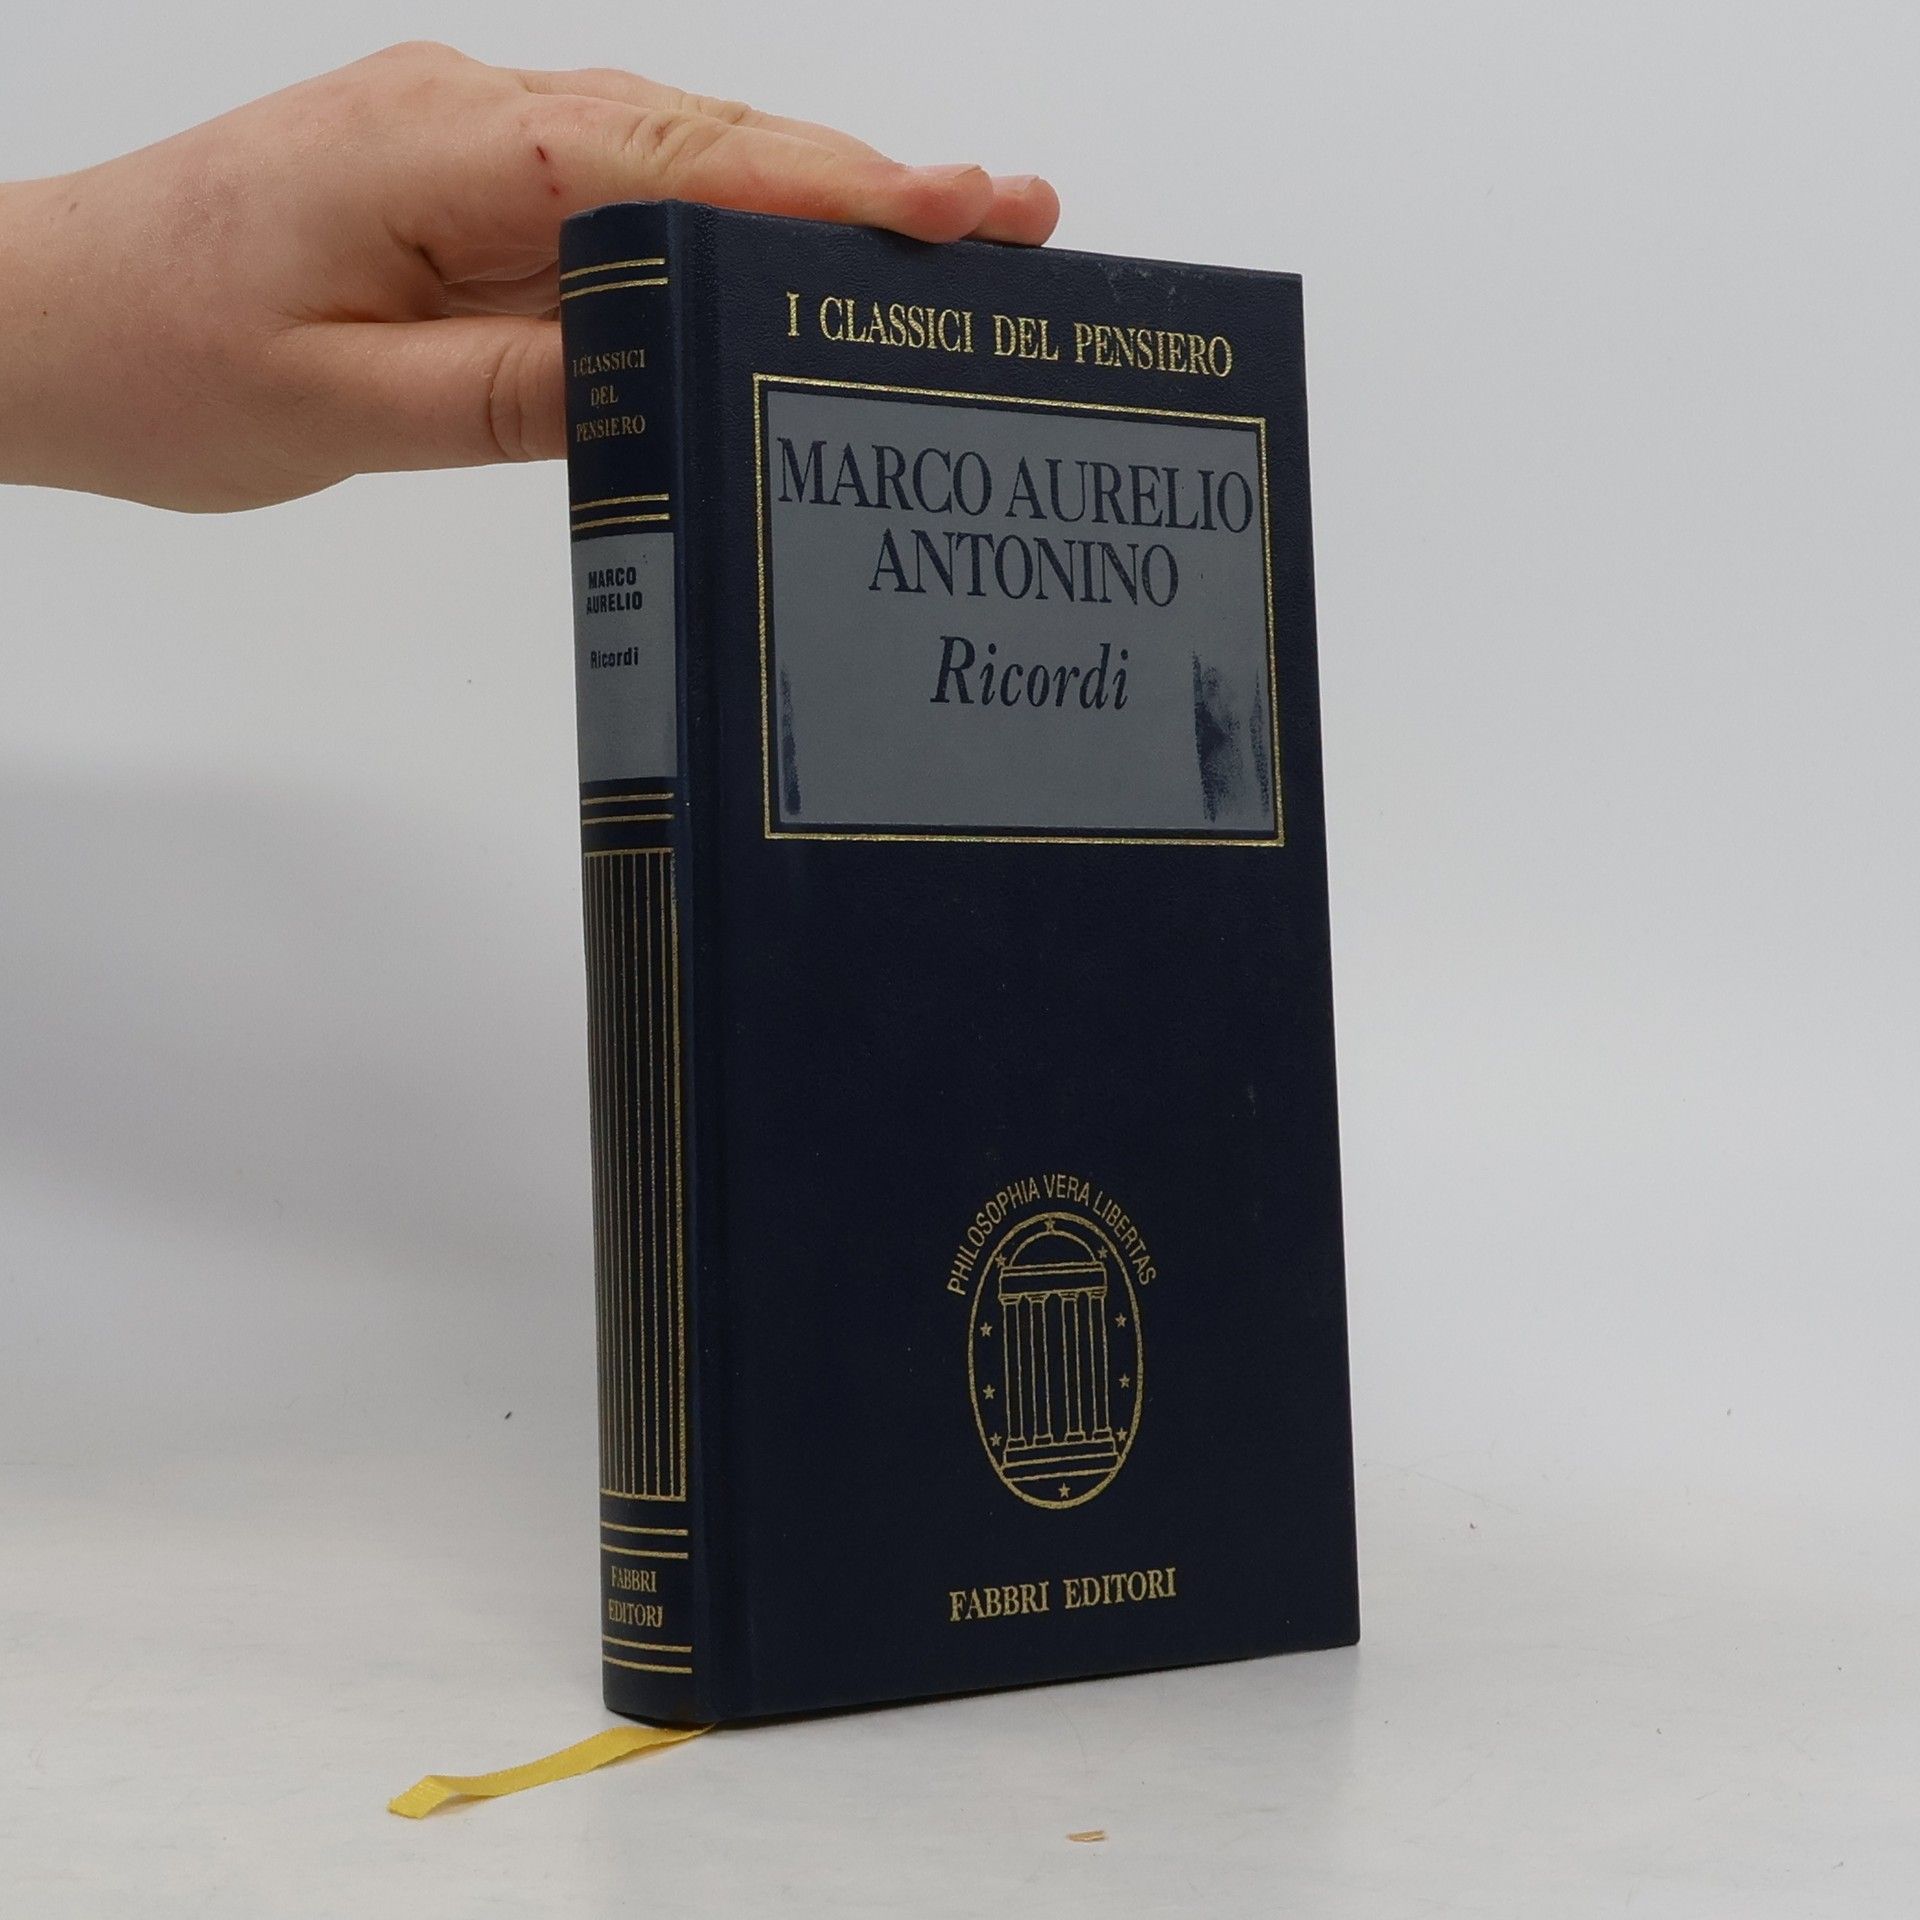 I CLASSICI
DEL
PENSIERO
MARCO
AURELIO
Ricordi
FABBRI
EDITORI
I CLASSICI DEL PENSIERO
MARCO AURELIO
ANTONINO
Ricordi
PHILOSOPHIA VERA LIBERTAS
FABBRI EDITORI